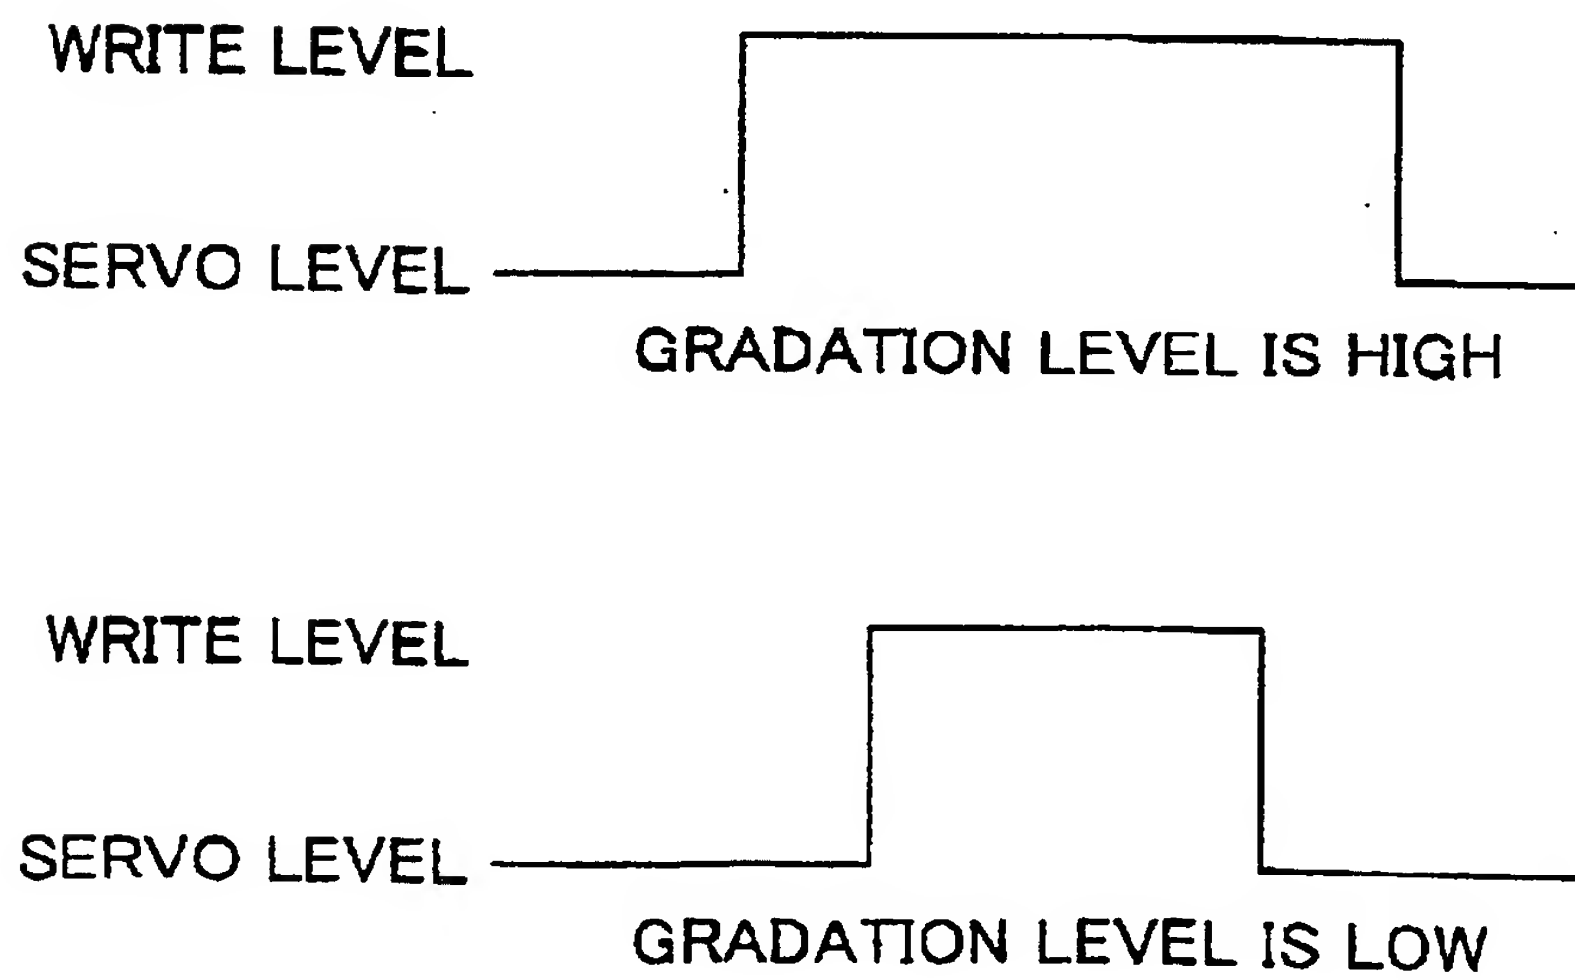 WRITE LEVEL
SERVO LEVEL
GRADATION LEVEL IS HIGH
WRITE LEVEL
SERVO LEVEL
GRADATION LEVEL IS LOW